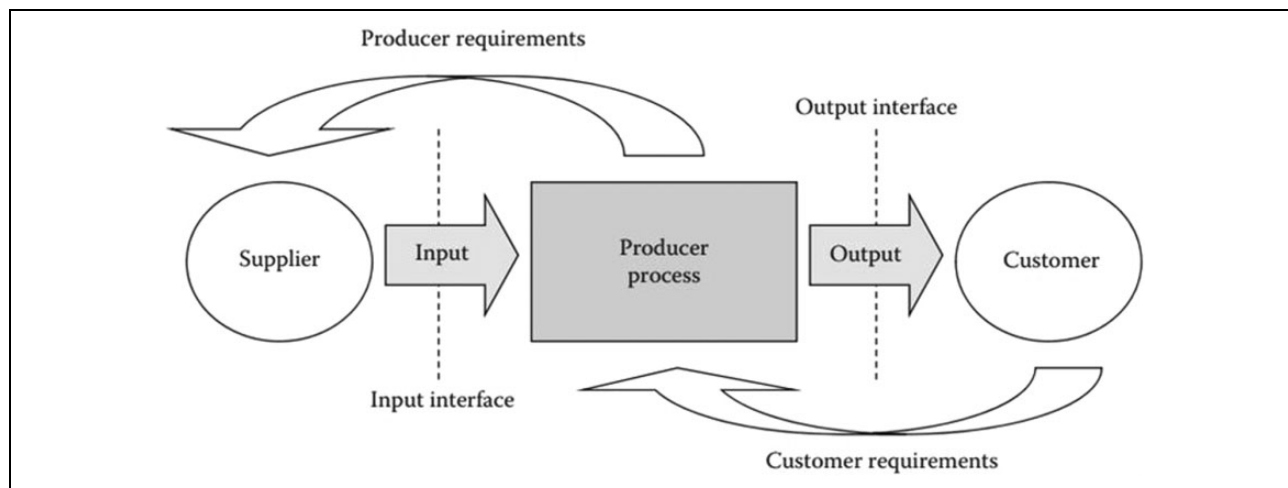 Producer requirements
Output interface
Supplier
Input
Producer
process
Output
Customer
Input interface
Customer requirements